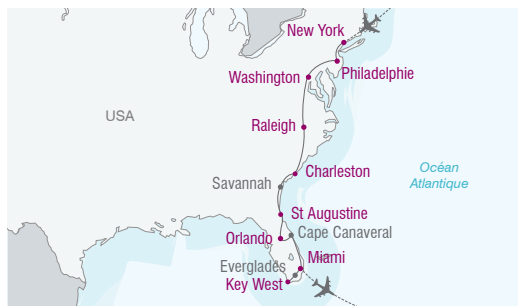 New York
Philadelphie
Washington
USA
Raleigh
Charleston
Océan
Atlantique
Savannah
St Augustine
Cape Canaveral
Orlando
Miami
Everglades
Key West